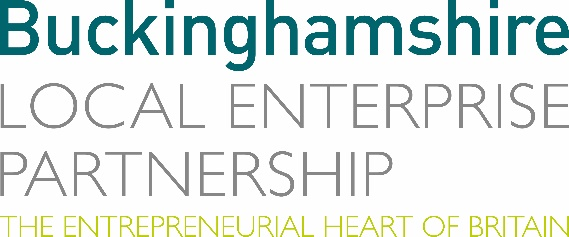 Buckinghamshire
LOCAL ENTERPRISE
PARTNERSHIP
THE ENTREPRENEURIAL HEART OF BRITAIN